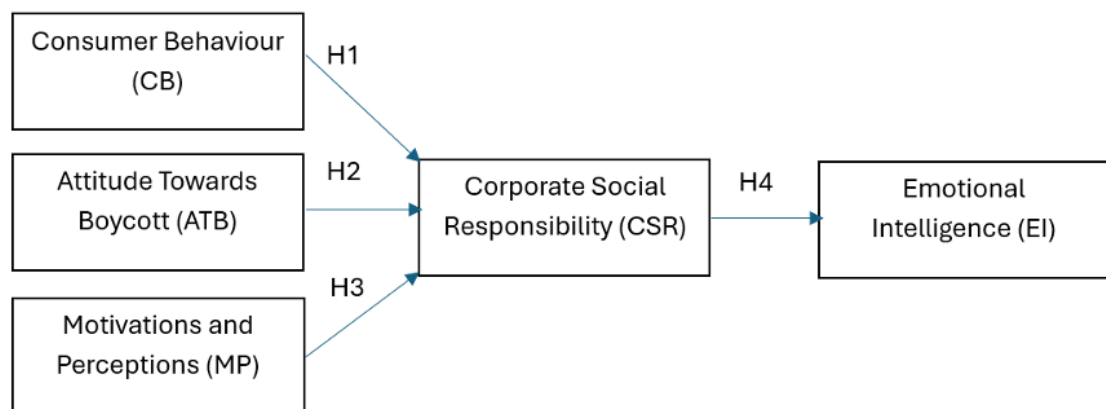 Consumer Behaviour
(CB)
H1
Attitude Towards
Boycott (ATB)
H2
Motivations and
Perceptions (MP)
H3
Corporate Social
Responsibility (CSR)
H4
Emotional
Intelligence (EI)